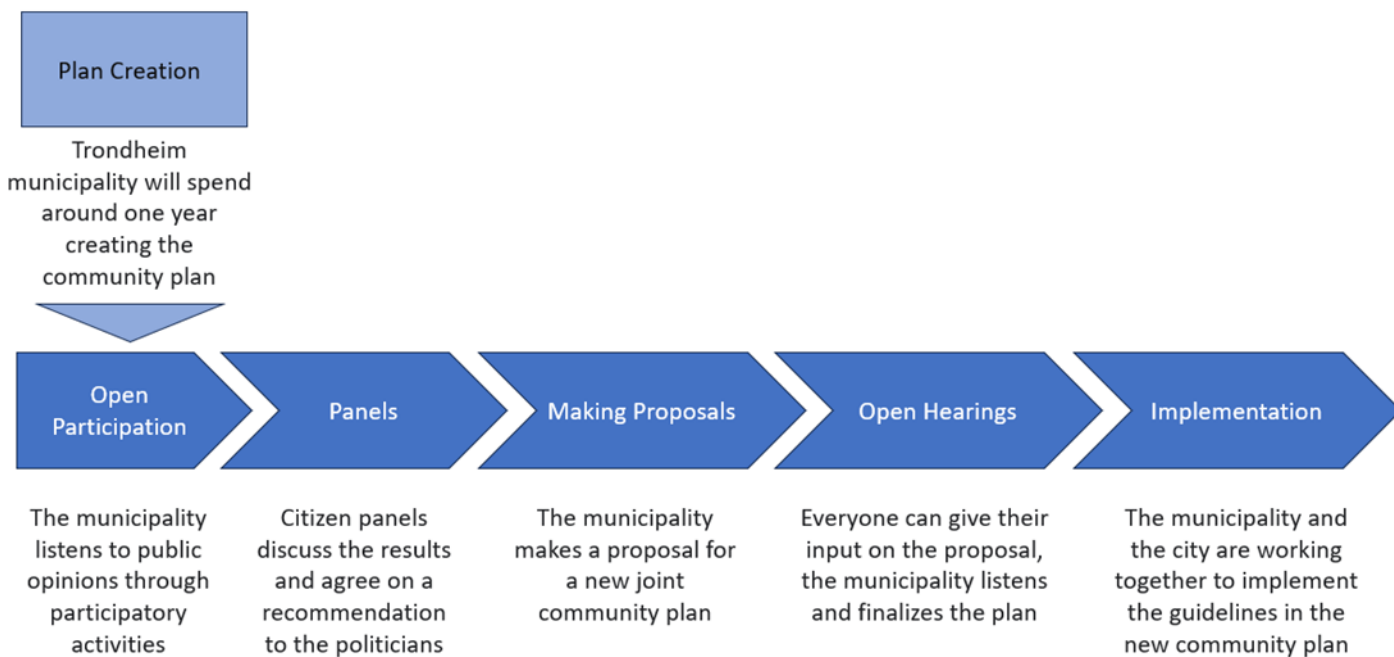 Plan Creation
Trondheim
municipality will spend
around one year
creating the
community plan
Open
Participation
Panels
Making Proposals
Open Hearings
Implementation
The municipality
listens to public
opinions through
participatory
activities
Citizen panels
discuss the results
and agree on a
recommendation
to the politicians
The municipality
makes a proposal for
a new joint
community plan
Everyone can give their
input on the proposal,
the municipality listens
and finalizes the plan
The municipality and
the city are working
together to implement
the guidelines in the
new community plan